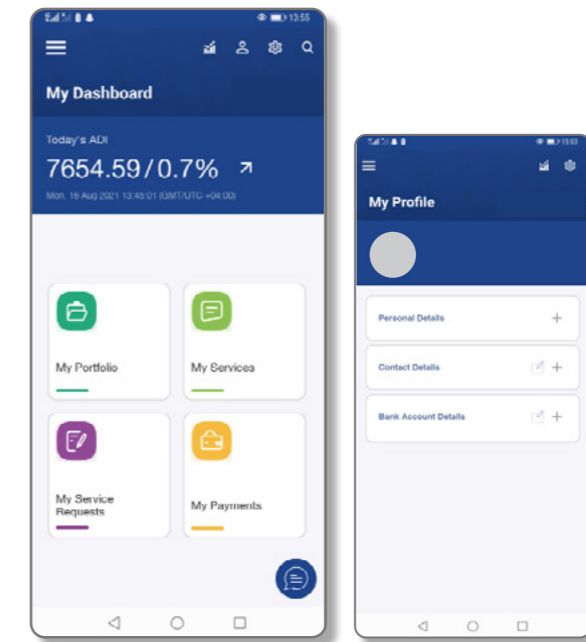 13:55
My Dashboard
Today's ADI
7654.59/0.7%
Mon, 16 Aug 2021 13:45:01 (GMT/UTC +04:00)
My Portfolio
My Services
My Service
Requests
My Payments
My Profile
Personal Details
Contact Details
Bank Account Details